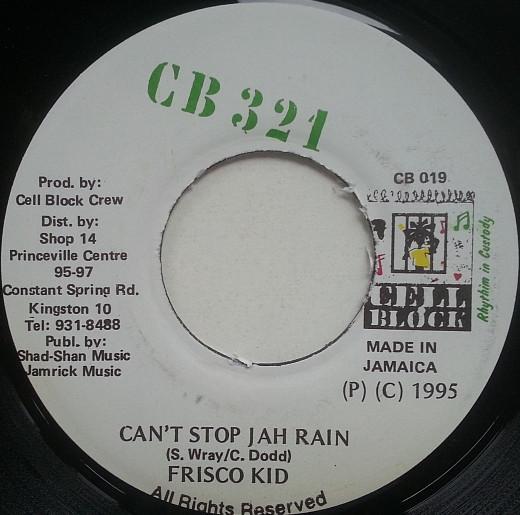 CB 321
Prod. by:
Cell Block Crew
Dist. by:
Shop 14
Princeville Centre
95-97
Constant Spring Rd.
Kingston 10
Tel: 931-8488
Publ. by:
Shad-Shan Music
Jamrick Music
CB 019
CELL
BLOCK
Rhythim in Custody
MADE IN
JAMAICA
(P) (C) 1995
CAN'T STOP JAH RAIN
(S. Wray/C. Dodd)
FRISCO KID
All Rights Reserved